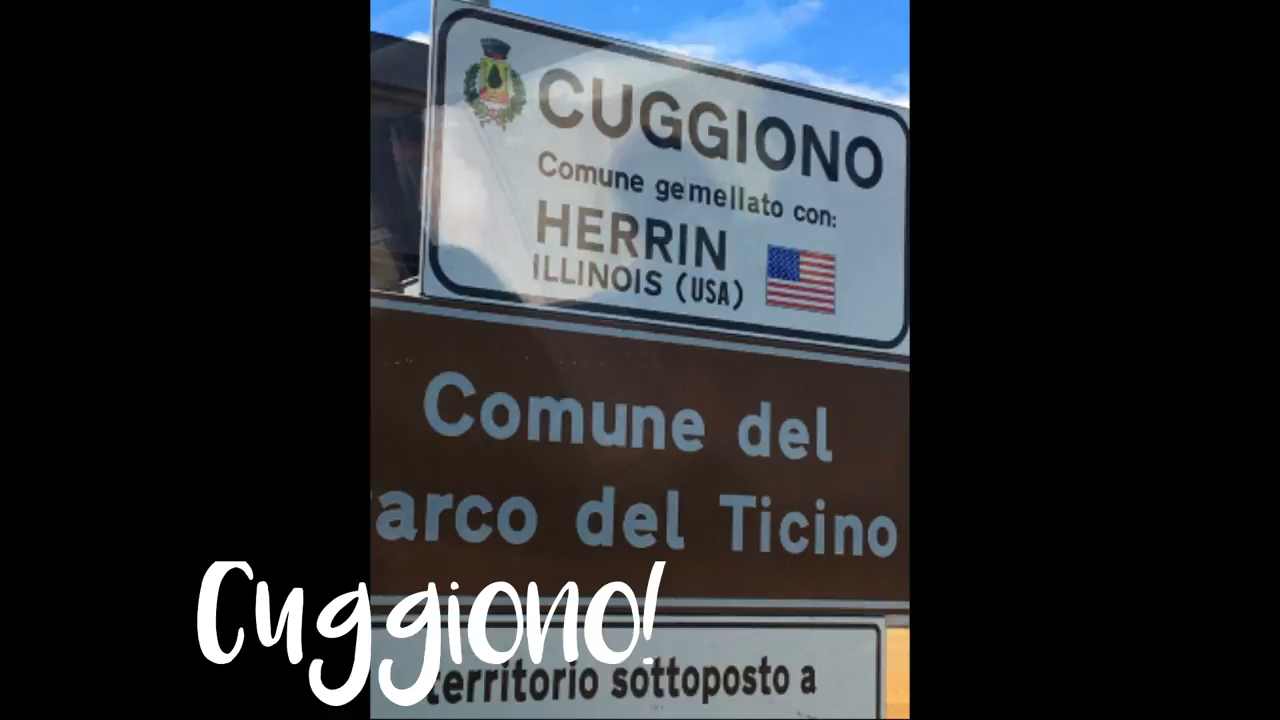 CUGGIONO
Comune gemellato con:
HERRIN
ILLINOIS (USA)
Comune del
arco del Ticino
Cuggiono!
territorio sottoposto a